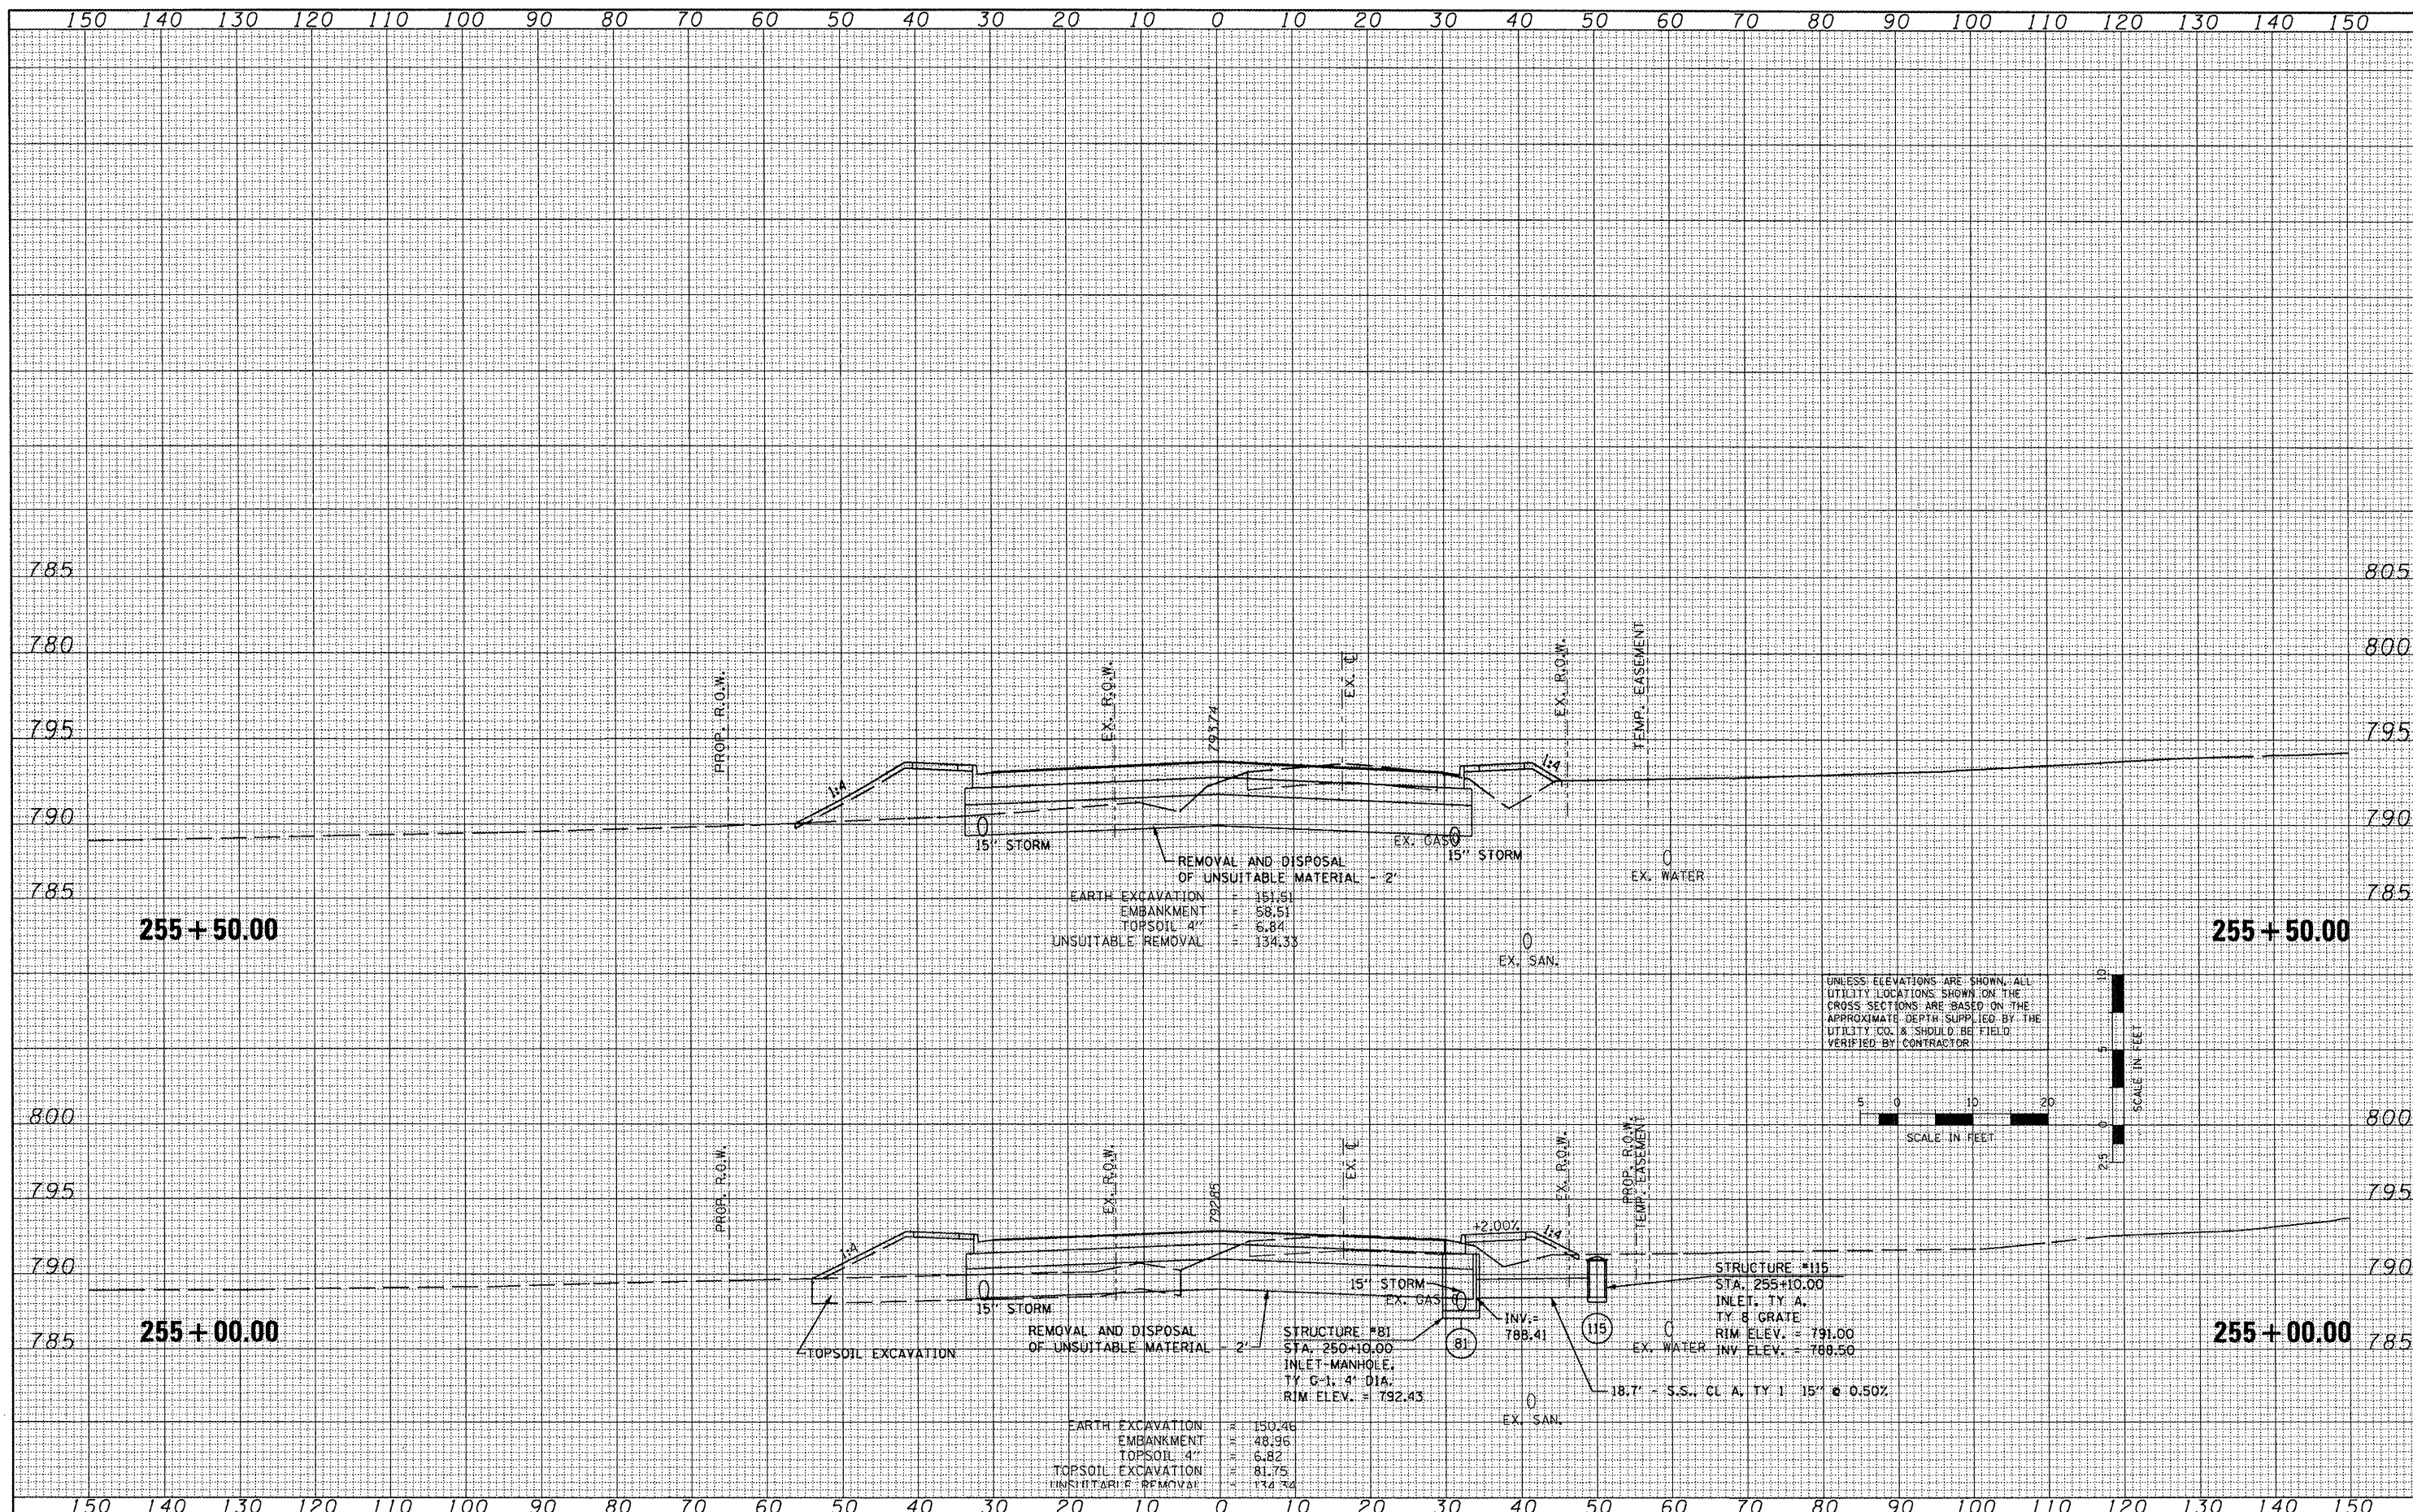 150 140 130 120 110 100 90 80 70 60 50 40 30 20 10 0 10 20 30 40 50 60 70 80 90 100 110 120 130 140 150
785 805
780 800
PROP. R.O.W.
EX. R.O.W.
793.74
EX. ℄
EX. R.O.W.
TEMP. EASEMENT
795 795
1:4
1:4
790 790
15" STORM
EX. GAS
15" STORM
REMOVAL AND DISPOSAL
OF UNSUITABLE MATERIAL - 2'
EX. WATER
785 785
EARTH EXCAVATION = 151.51
EMBANKMENT = 58.51
TOPSOIL 4" = 6.84
UNSUITABLE REMOVAL = 134.33
255+50.00 255+50.00
EX. SAN.
UNLESS ELEVATIONS ARE SHOWN, ALL
UTILITY LOCATIONS SHOWN ON THE
CROSS SECTIONS ARE BASED ON THE
APPROXIMATE DEPTH SUPPLIED BY THE
UTILITY CO. & SHOULD BE FIELD
VERIFIED BY CONTRACTOR
10
5
0
2.5
SCALE IN FEET
5 0 10 20
SCALE IN FEET
800 800
PROP. R.O.W.
EX. R.O.W.
792.85
EX. ℄
EX. R.O.W.
PROP. R.O.W.
TEMP. EASEMENT
795 795
+2.00%
1:4
1:4
790 790
15" STORM
15" STORM
EX. GAS
STRUCTURE #115
STA. 255+10.00
INLET, TY A,
TY 8 GRATE
RIM ELEV. = 791.00
INV ELEV. = 788.50
INV.=
788.41
115
81
255+00.00 255+00.00
TOPSOIL EXCAVATION
REMOVAL AND DISPOSAL
OF UNSUITABLE MATERIAL - 2'
STRUCTURE #81
STA. 250+10.00
INLET-MANHOLE,
TY G-1, 4' DIA.
RIM ELEV. = 792.43
EX. WATER
785 785
18.7' - S.S., CL A, TY 1 15" @ 0.50%
EX. SAN.
EARTH EXCAVATION = 150.46
EMBANKMENT = 48.96
TOPSOIL 4" = 6.82
TOPSOIL EXCAVATION = 81.75
UNSUITABLE REMOVAL = 134.34
150 140 130 120 110 100 90 80 70 60 50 40 30 20 10 0 10 20 30 40 50 60 70 80 90 100 110 120 130 140 150